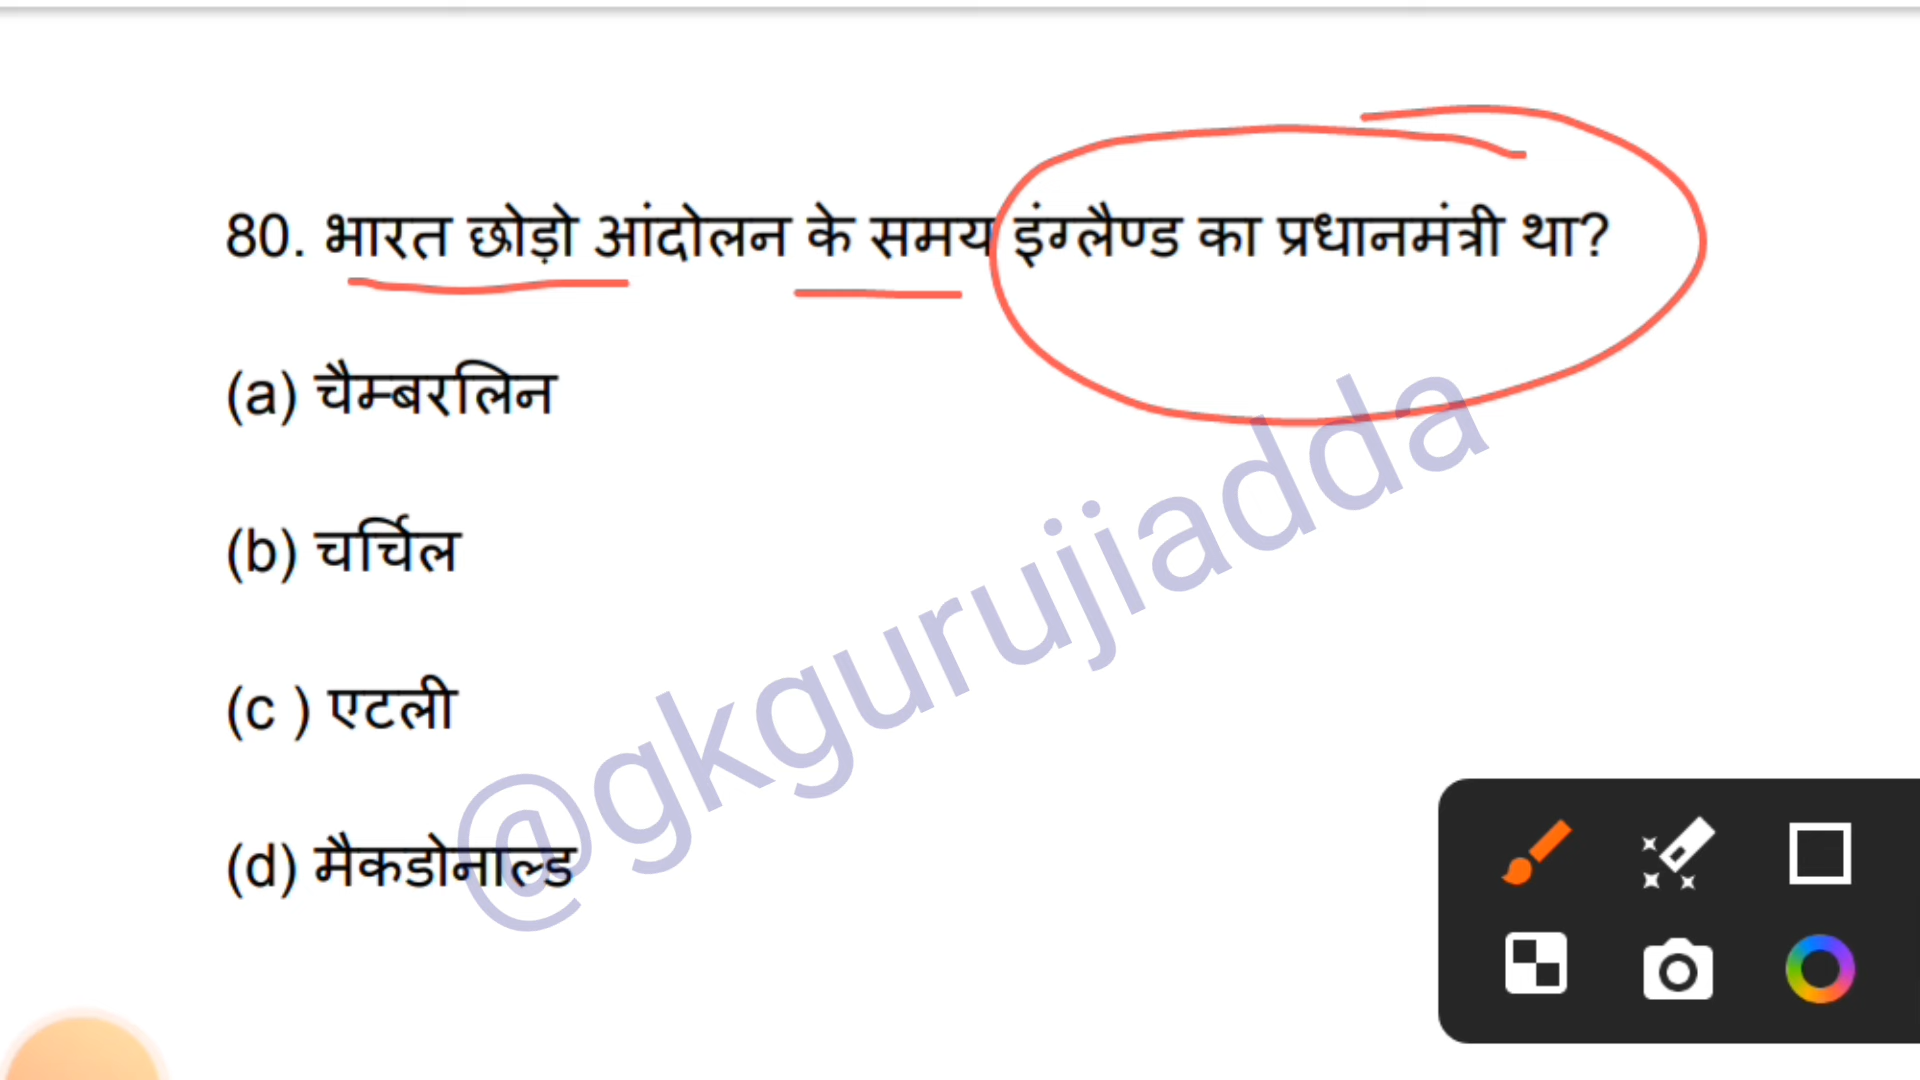 80. भारत छोड़ो आंदोलन के समय इंग्लैण्ड का प्रधानमंत्री था?
(a) चैम्बरलिन
(b) चर्चिल
(c ) एटली
(d) मैकडोनाल्ड
@gkgurujiadda